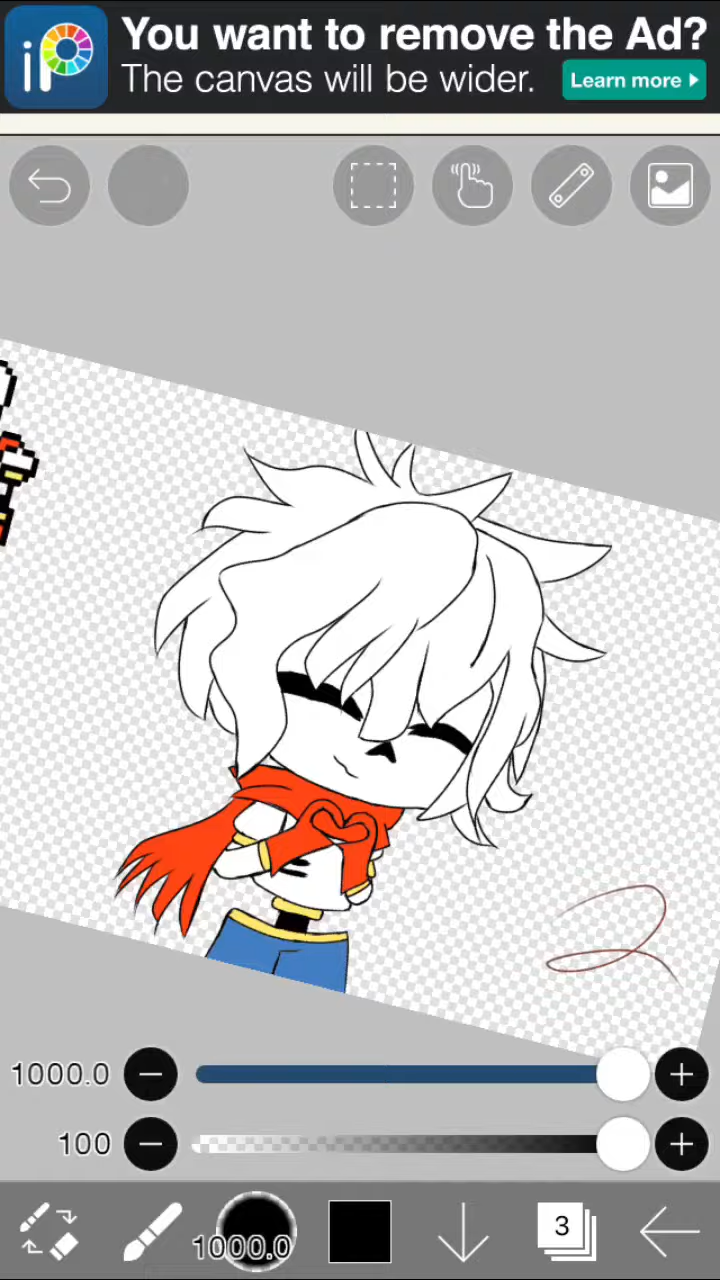 iP
You want to remove the Ad?
The canvas will be wider.
Learn more
1000.0
100
1000.0
3